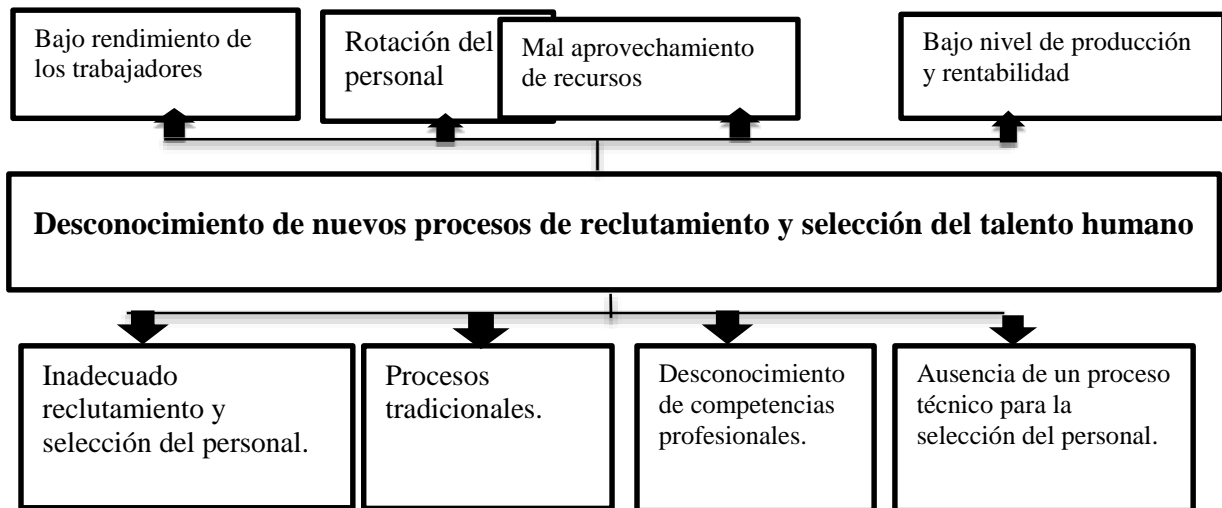 Bajo rendimiento de
los trabajadores
Rotación del
personal
Mal aprovechamiento
de recursos
Bajo nivel de producción
y rentabilidad
Desconocimiento de nuevos procesos de reclutamiento y selección del talento humano
Inadecuado
reclutamiento y
selección del personal.
Procesos
tradicionales.
Desconocimiento
de competencias
profesionales.
Ausencia de un proceso
técnico para la
selección del personal.